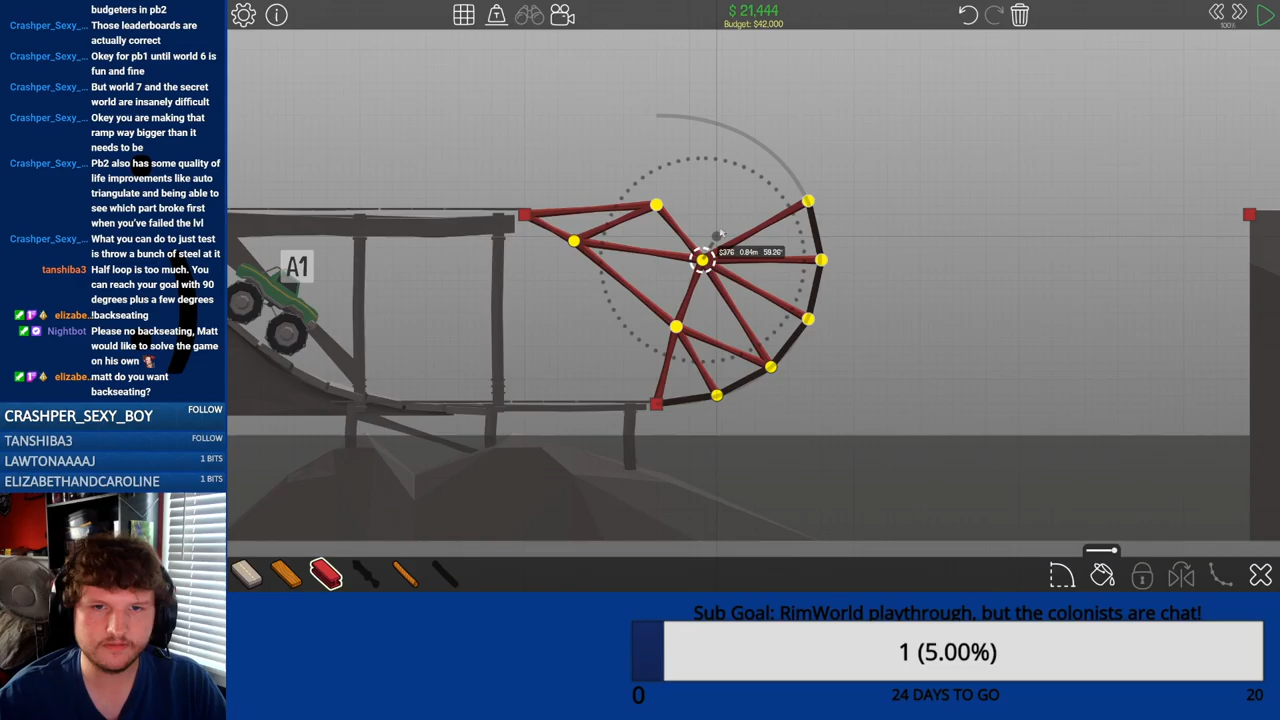 budgeters in pb2
Crashper_Sexy_... Those leaderboards are
actually correct
Crashper_Sexy_... Okey for pb1 until world 6 is
fun and fine
Crashper_Sexy_... But world 7 and the secret
world are insanely difficult
Crashper_Sexy_... Okey you are making that
ramp way bigger than it
needs to be
Crashper_Sexy_... Pb2 also has some quality of
life improvements like auto
triangulate and being able to
see which part broke first
when you've failed the lvl
Crashper_Sexy_... What you can do to just test
is throw a bunch of steel at it
tanshiba3 Half loop is too much. You
can reach your goal with 90
degrees plus a few degrees
elizabe.. !backseating
Nightbot Please no backseating, Matt
would like to solve the game
on his own
elizabe.. matt do you want
backseating?
CRASHPER_SEXY_BOY FOLLOW
TANSHIBA3 FOLLOW
LAWTONAAAAJ 1 BITS
ELIZABETHANDCAROLINE 1 BITS
$ 21,444
Budget: $42,000
100%
A1
$376 0.84m 59.26°
Sub Goal: RimWorld playthrough, but the colonists are chat!
1 (5.00%)
0 24 DAYS TO GO 20